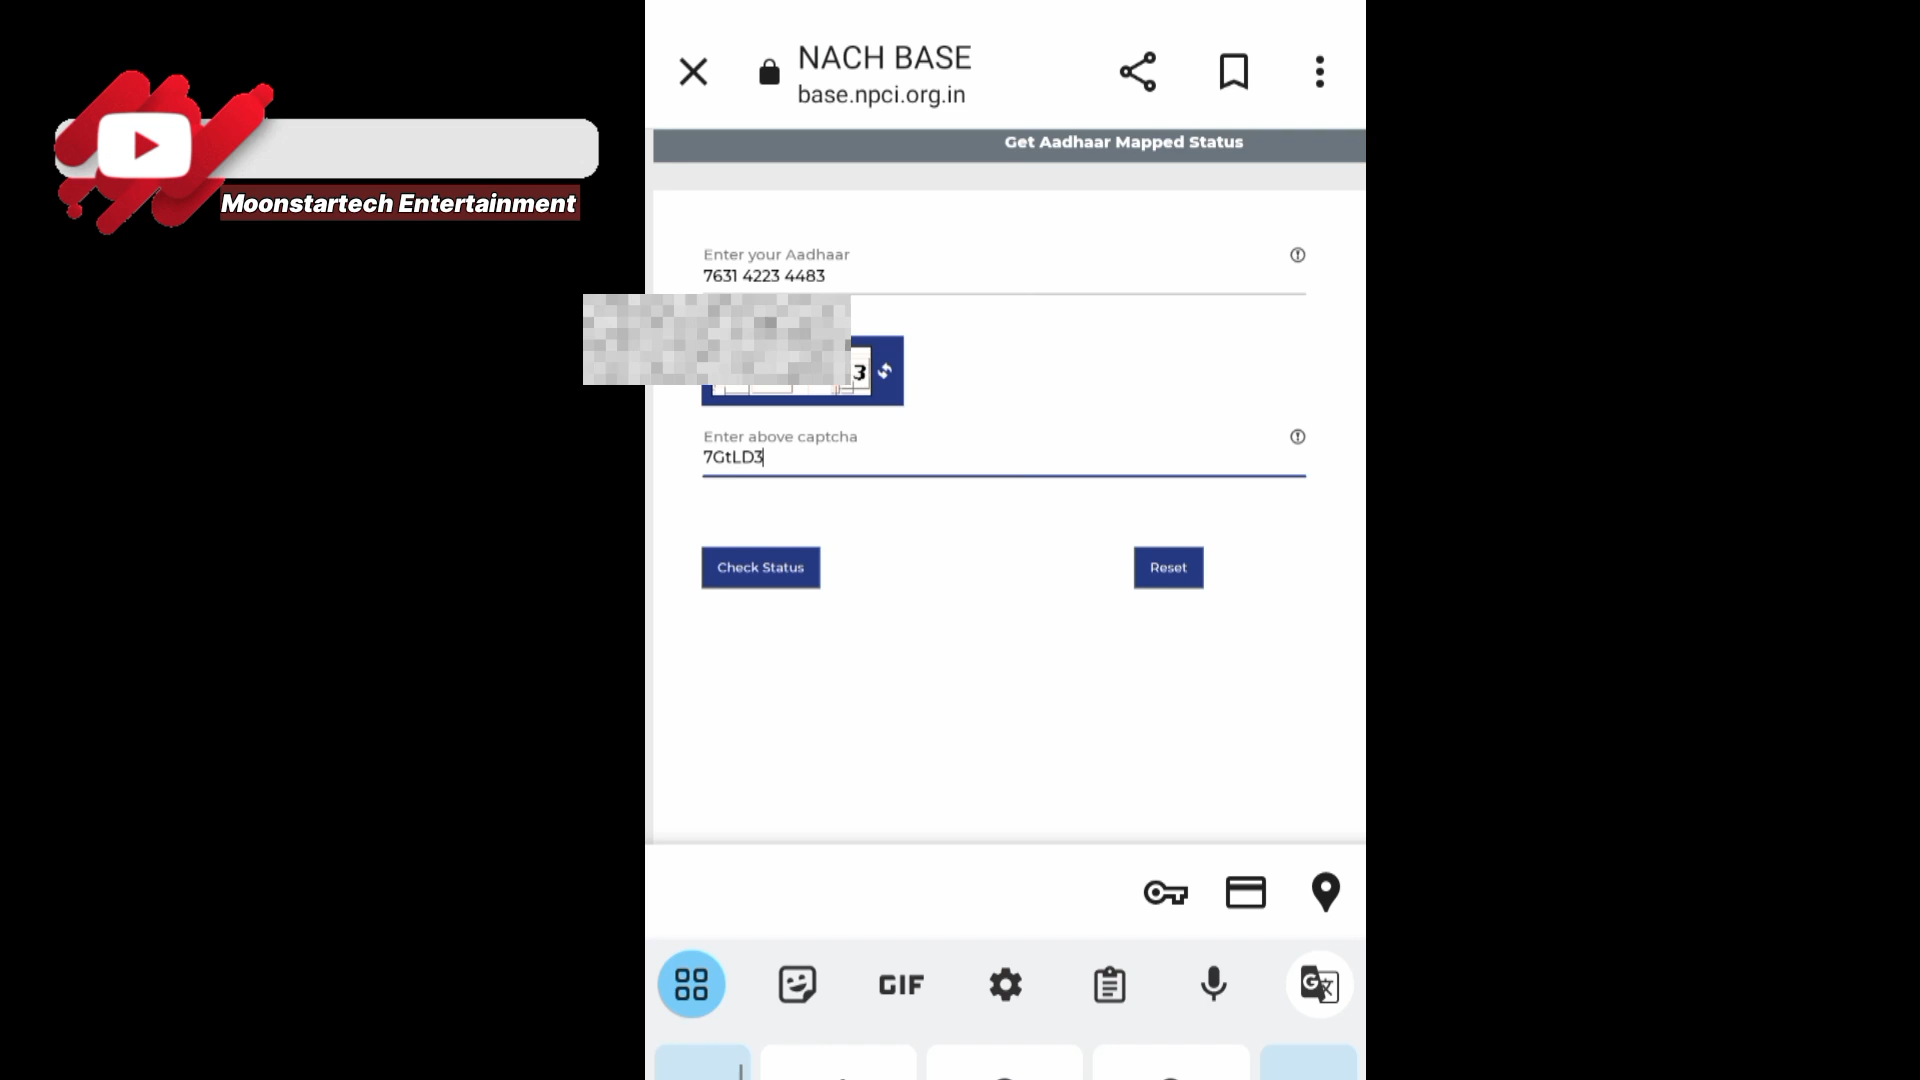 NACH BASE
base.npci.org.in
Get Aadhaar Mapped Status
Moonstartech Entertainment
Enter your Aadhaar
7631 4223 4483
3
Enter above captcha
7GtLD3
Check Status
Reset
GIF